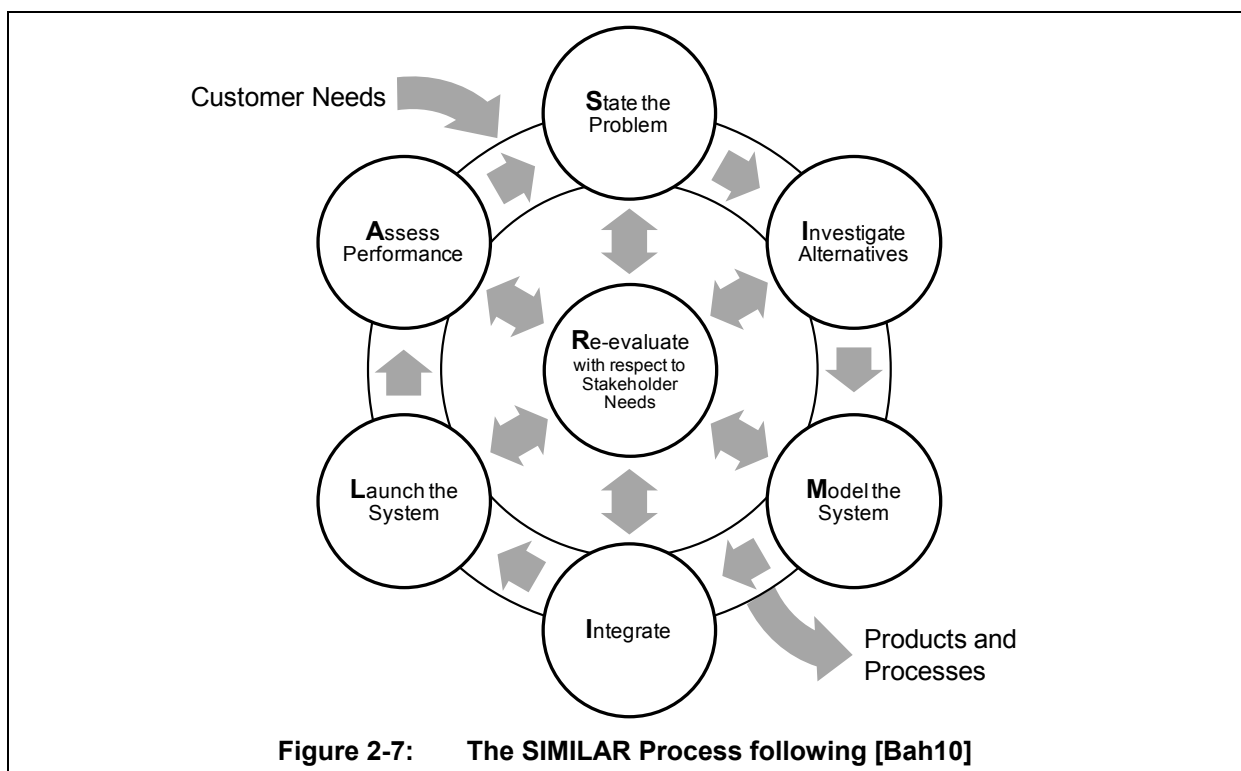 Customer Needs
State the
Problem
Assess
Performance
Investigate
Alternatives
Re-evaluate
with respect to
Stakeholder
Needs
Launch the
System
Model the
System
Integrate
Products and
Processes
Figure 2-7: The SIMILAR Process following [Bah10]